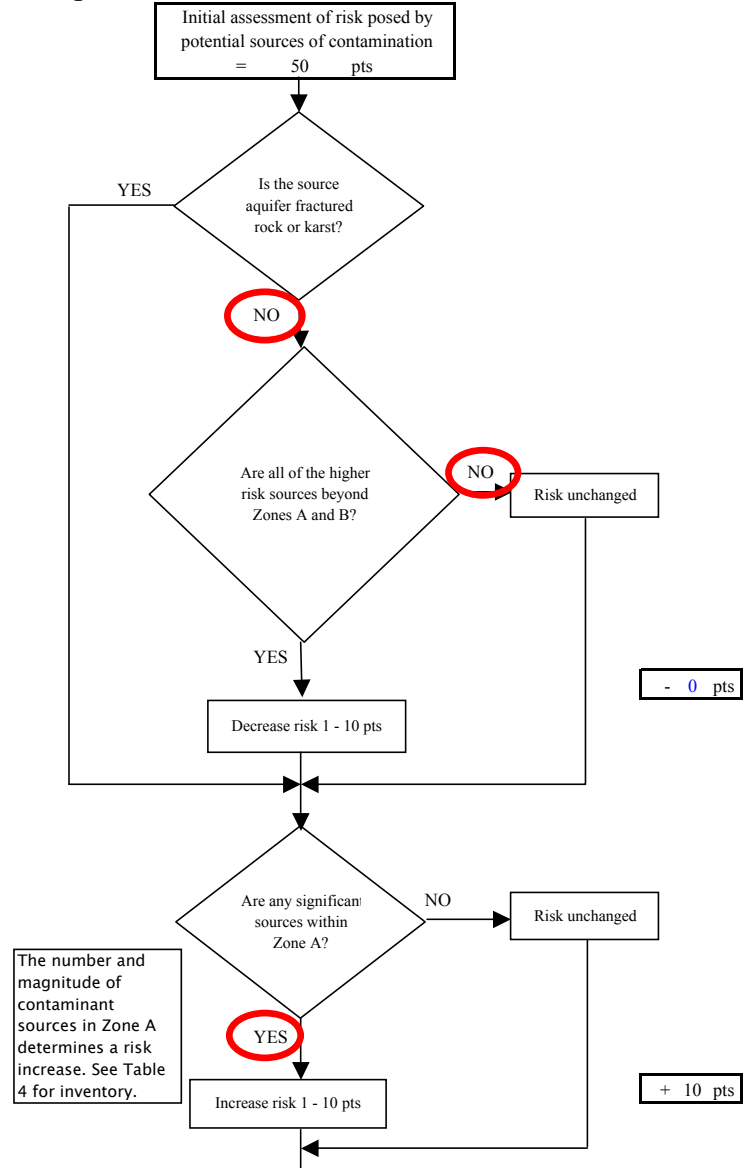 Initial assessment of risk posed by
potential sources of contamination
= 50 pts
YES
Is the source
aquifer fractured
rock or karst?
NO
Are all of the higher
risk sources beyond
Zones A and B?
NO
Risk unchanged
YES
- 0 pts
Decrease risk 1 - 10 pts
Are any significant
sources within
Zone A?
NO
Risk unchanged
The number and
magnitude of
contaminant
sources in Zone A
determines a risk
increase. See Table
4 for inventory.
YES
+ 10 pts
Increase risk 1 - 10 pts